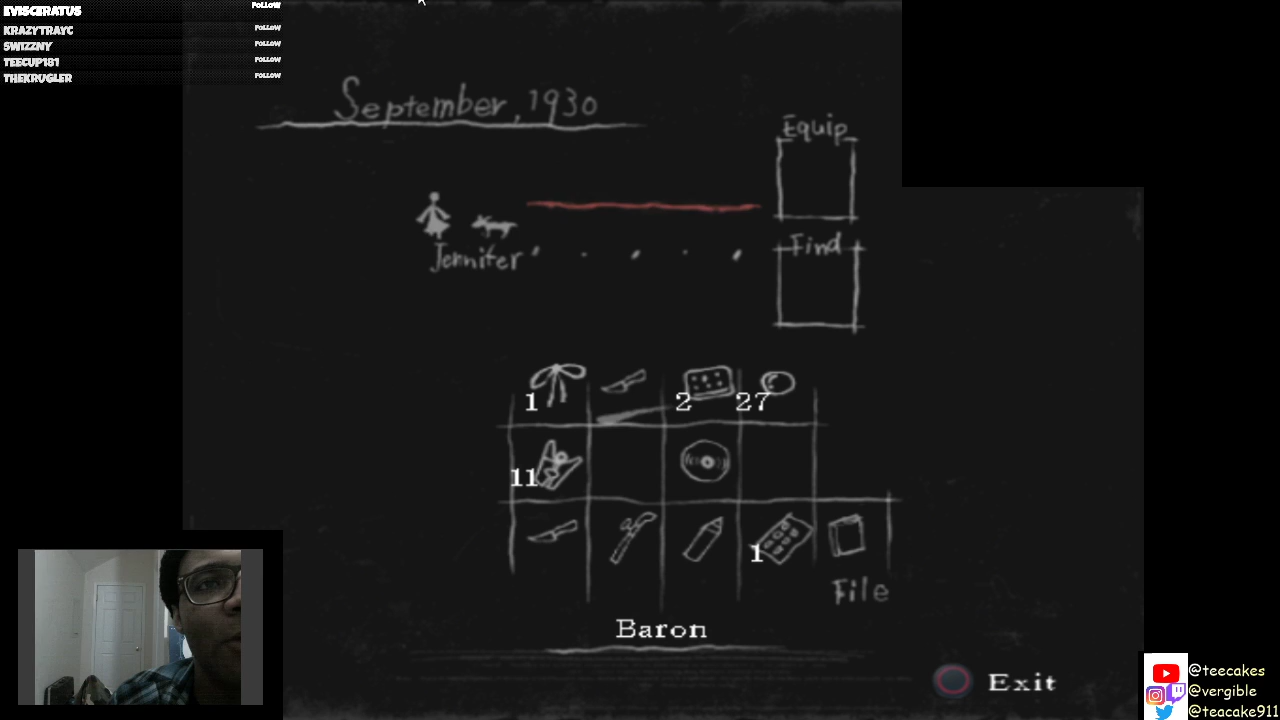 EVISCERATUS FOLLOW
KRAZYTRAYC FOLLOW
SWIZZNY FOLLOW
TEECUP181 FOLLOW
THEKRUGLER FOLLOW
September, 1930
Equip
Jennifer
Find
1 2 27
11
1
File
Baron
Exit
@teecakes
@vergible
@teacake911